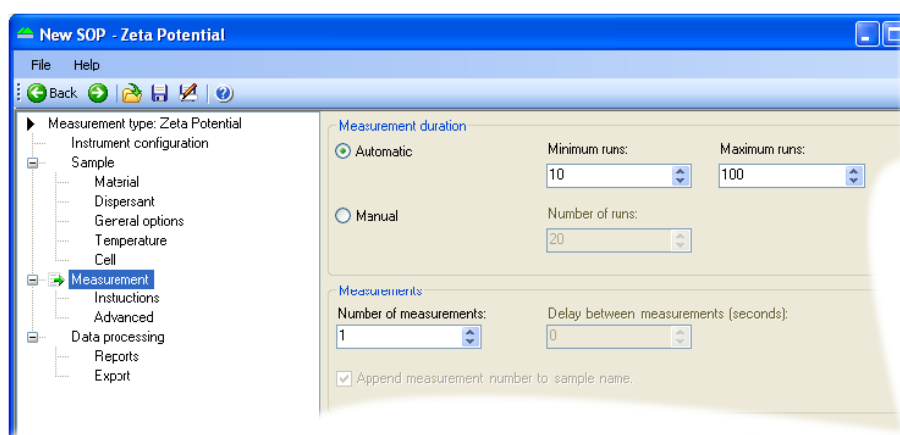 New SOP - Zeta Potential
File Help
Back
Measurement type: Zeta Potential
Instrument configuration
Sample
Material
Dispersant
General options
Temperature
Cell
Measurement
Instructions
Advanced
Data processing
Reports
Export
Measurement duration
Automatic
Minimum runs:
Maximum runs:
10
100
Manual
Number of runs:
20
Measurements
Number of measurements:
Delay between measurements (seconds):
1
0
Append measurement number to sample name.